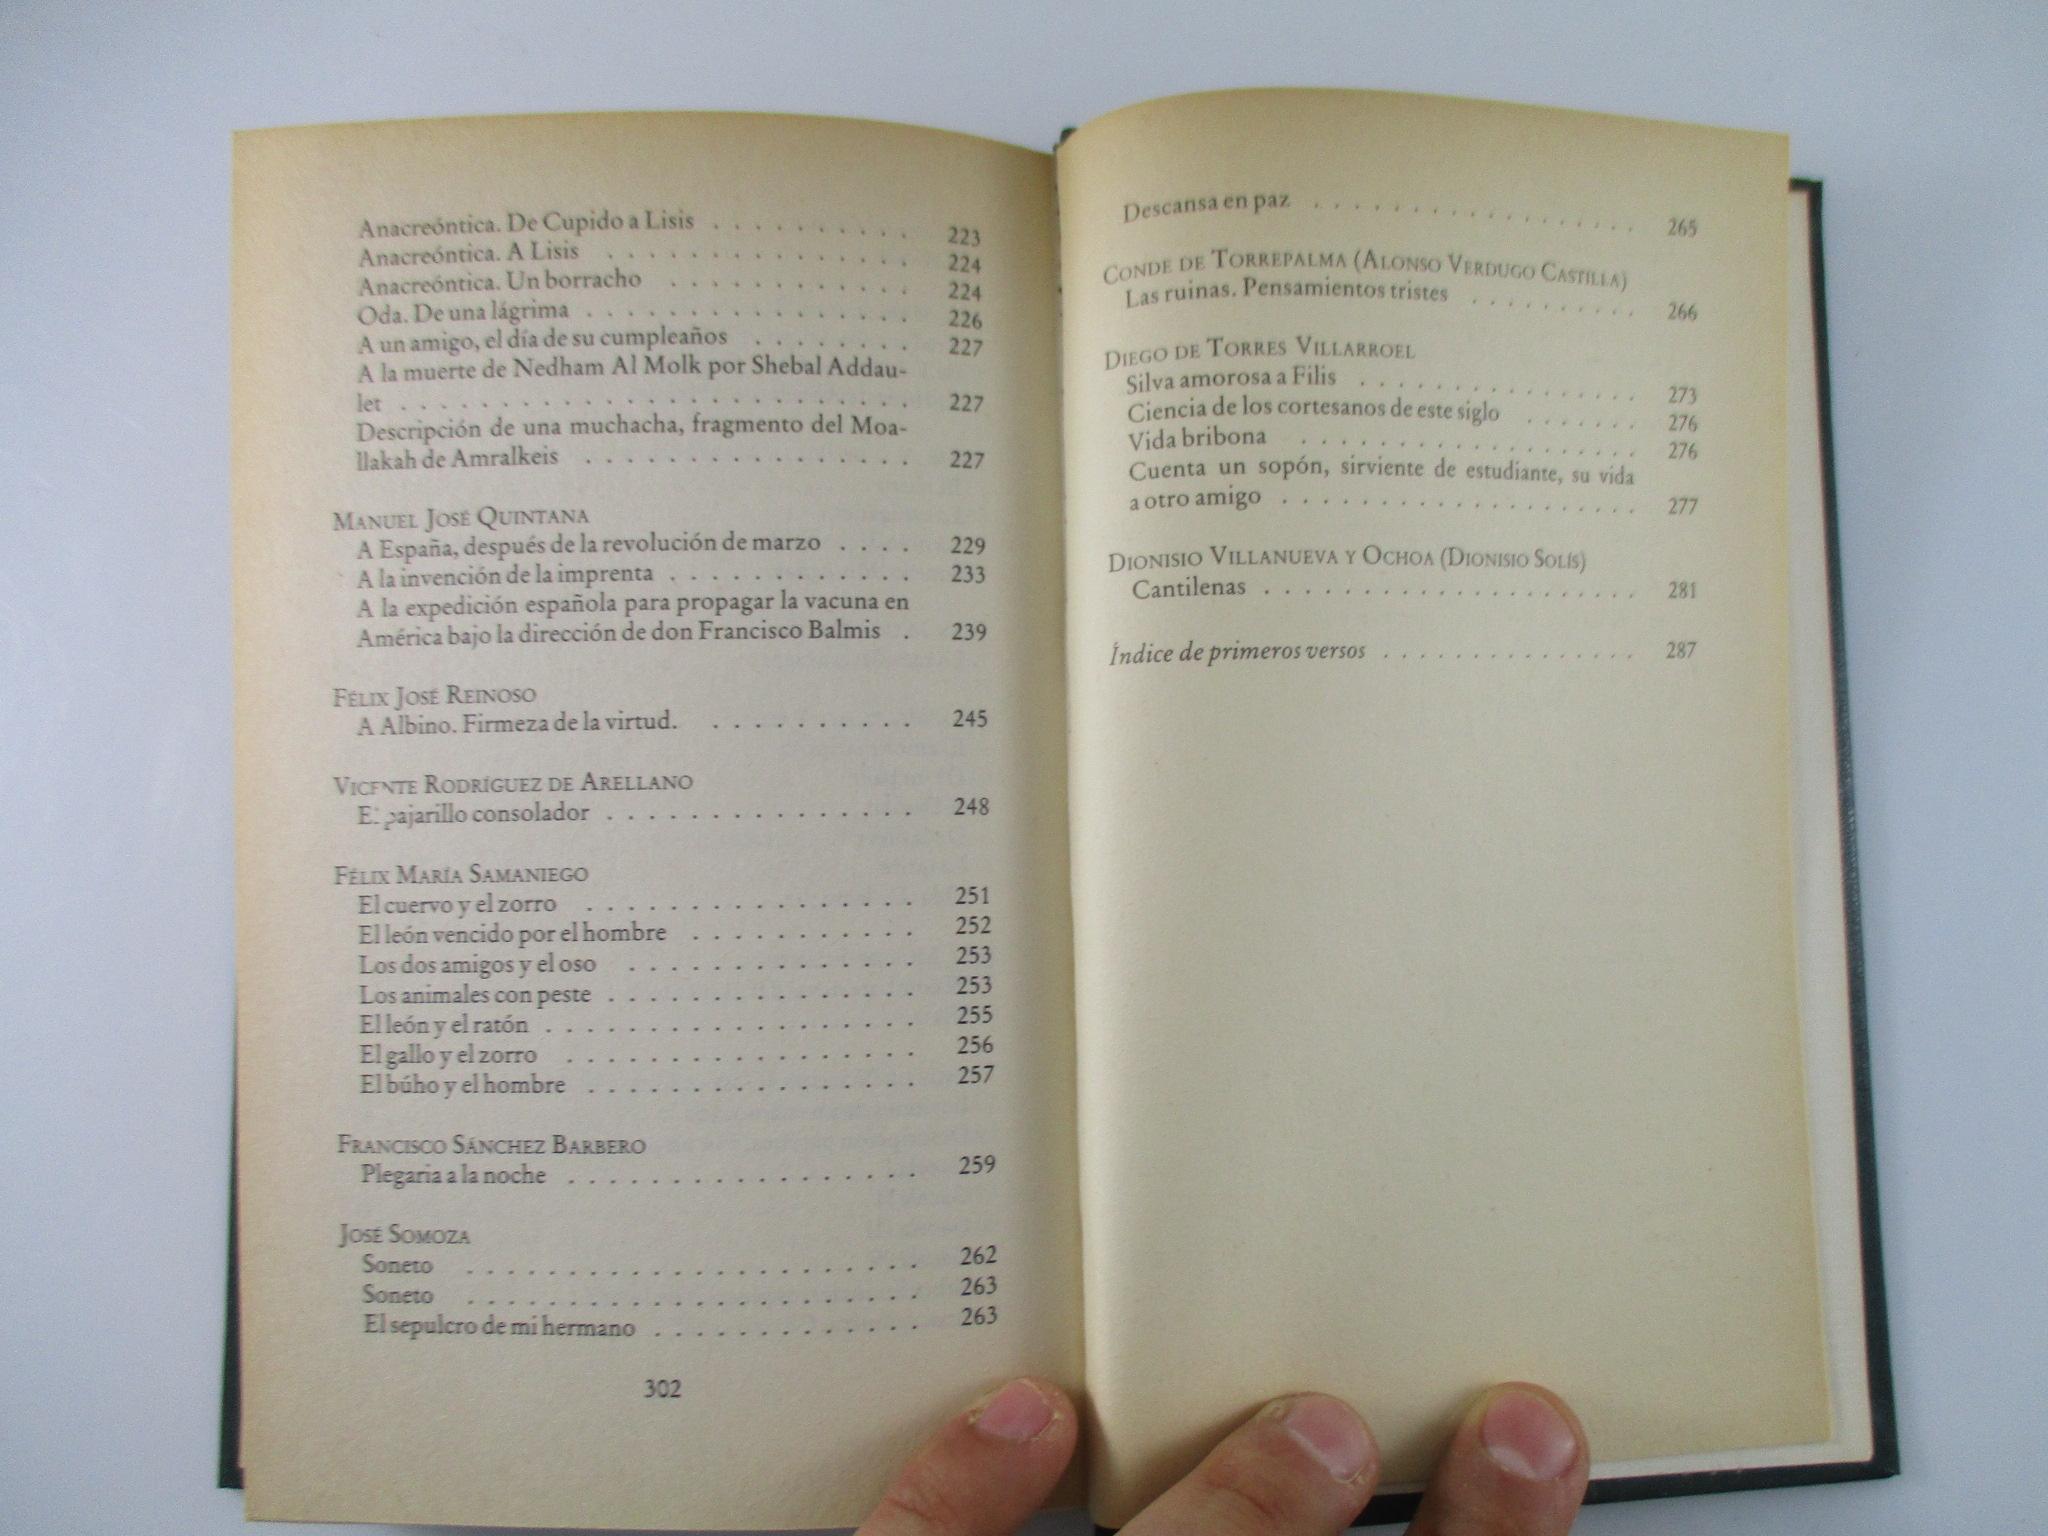 Anacreóntica. De Cupido a Lisis . . . . . . . . . . 223
Anacreóntica. A Lisis . . . . . . . . . . . . . . . 224
Anacreóntica. Un borracho . . . . . . . . . . . . 224
Oda. De una lágrima . . . . . . . . . . . . . . . . 226
A un amigo, el día de su cumpleaños . . . . . . . . 227
A la muerte de Nedham Al Molk por Shebal Addau-
let . . . . . . . . . . . . . . . . . . . . . . . . . 227
Descripción de una muchacha, fragmento del Moa-
llakah de Amralkeis . . . . . . . . . . . . . . . . 227
MANUEL JOSÉ QUINTANA
A España, después de la revolución de marzo . . . . 229
A la invención de la imprenta . . . . . . . . . . . . 233
A la expedición española para propagar la vacuna en
América bajo la dirección de don Francisco Balmis . 239
FÉLIX JOSÉ REINOSO
A Albino. Firmeza de la virtud. . . . . . . . . . . 245
VICENTE RODRÍGUEZ DE ARELLANO
El pajarillo consolador . . . . . . . . . . . . . . . 248
FÉLIX MARÍA SAMANIEGO
El cuervo y el zorro . . . . . . . . . . . . . . . . 251
El león vencido por el hombre . . . . . . . . . . . 252
Los dos amigos y el oso . . . . . . . . . . . . . . 253
Los animales con peste . . . . . . . . . . . . . . . 253
El león y el ratón . . . . . . . . . . . . . . . . . . 255
El gallo y el zorro . . . . . . . . . . . . . . . . . 256
El búho y el hombre . . . . . . . . . . . . . . . . 257
FRANCISCO SÁNCHEZ BARBERO
Plegaria a la noche . . . . . . . . . . . . . . . . . 259
JOSÉ SOMOZA
Soneto . . . . . . . . . . . . . . . . . . . . . . 262
Soneto . . . . . . . . . . . . . . . . . . . . . . 263
El sepulcro de mi hermano . . . . . . . . . . . . . 263
302
Descansa en paz . . . . . . . . . . . . . . . . . . 265
CONDE DE TORREPALMA (ALONSO VERDUGO CASTILLA)
Las ruinas. Pensamientos tristes . . . . . . . . . . 266
DIEGO DE TORRES VILLARROEL
Silva amorosa a Filis . . . . . . . . . . . . . . . 273
Ciencia de los cortesanos de este siglo . . . . . . . 276
Vida bribona . . . . . . . . . . . . . . . . . . 276
Cuenta un sopón, sirviente de estudiante, su vida
a otro amigo . . . . . . . . . . . . . . . . . . . 277
DIONISIO VILLANUEVA Y OCHOA (DIONISIO SOLÍS)
Cantilenas . . . . . . . . . . . . . . . . . . . . 281
Índice de primeros versos . . . . . . . . . . . . . . 287